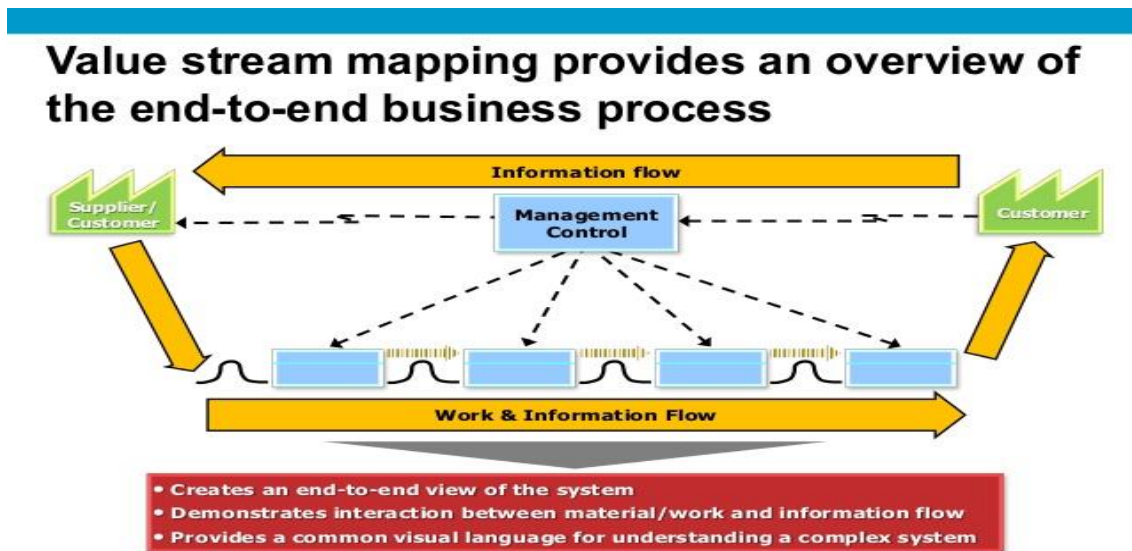 Value stream mapping provides an overview of
the end-to-end business process
Information flow
Supplier/
Customer
Management
Control
Customer
Work & Information Flow
• Creates an end-to-end view of the system
• Demonstrates interaction between material/work and information flow
• Provides a common visual language for understanding a complex system